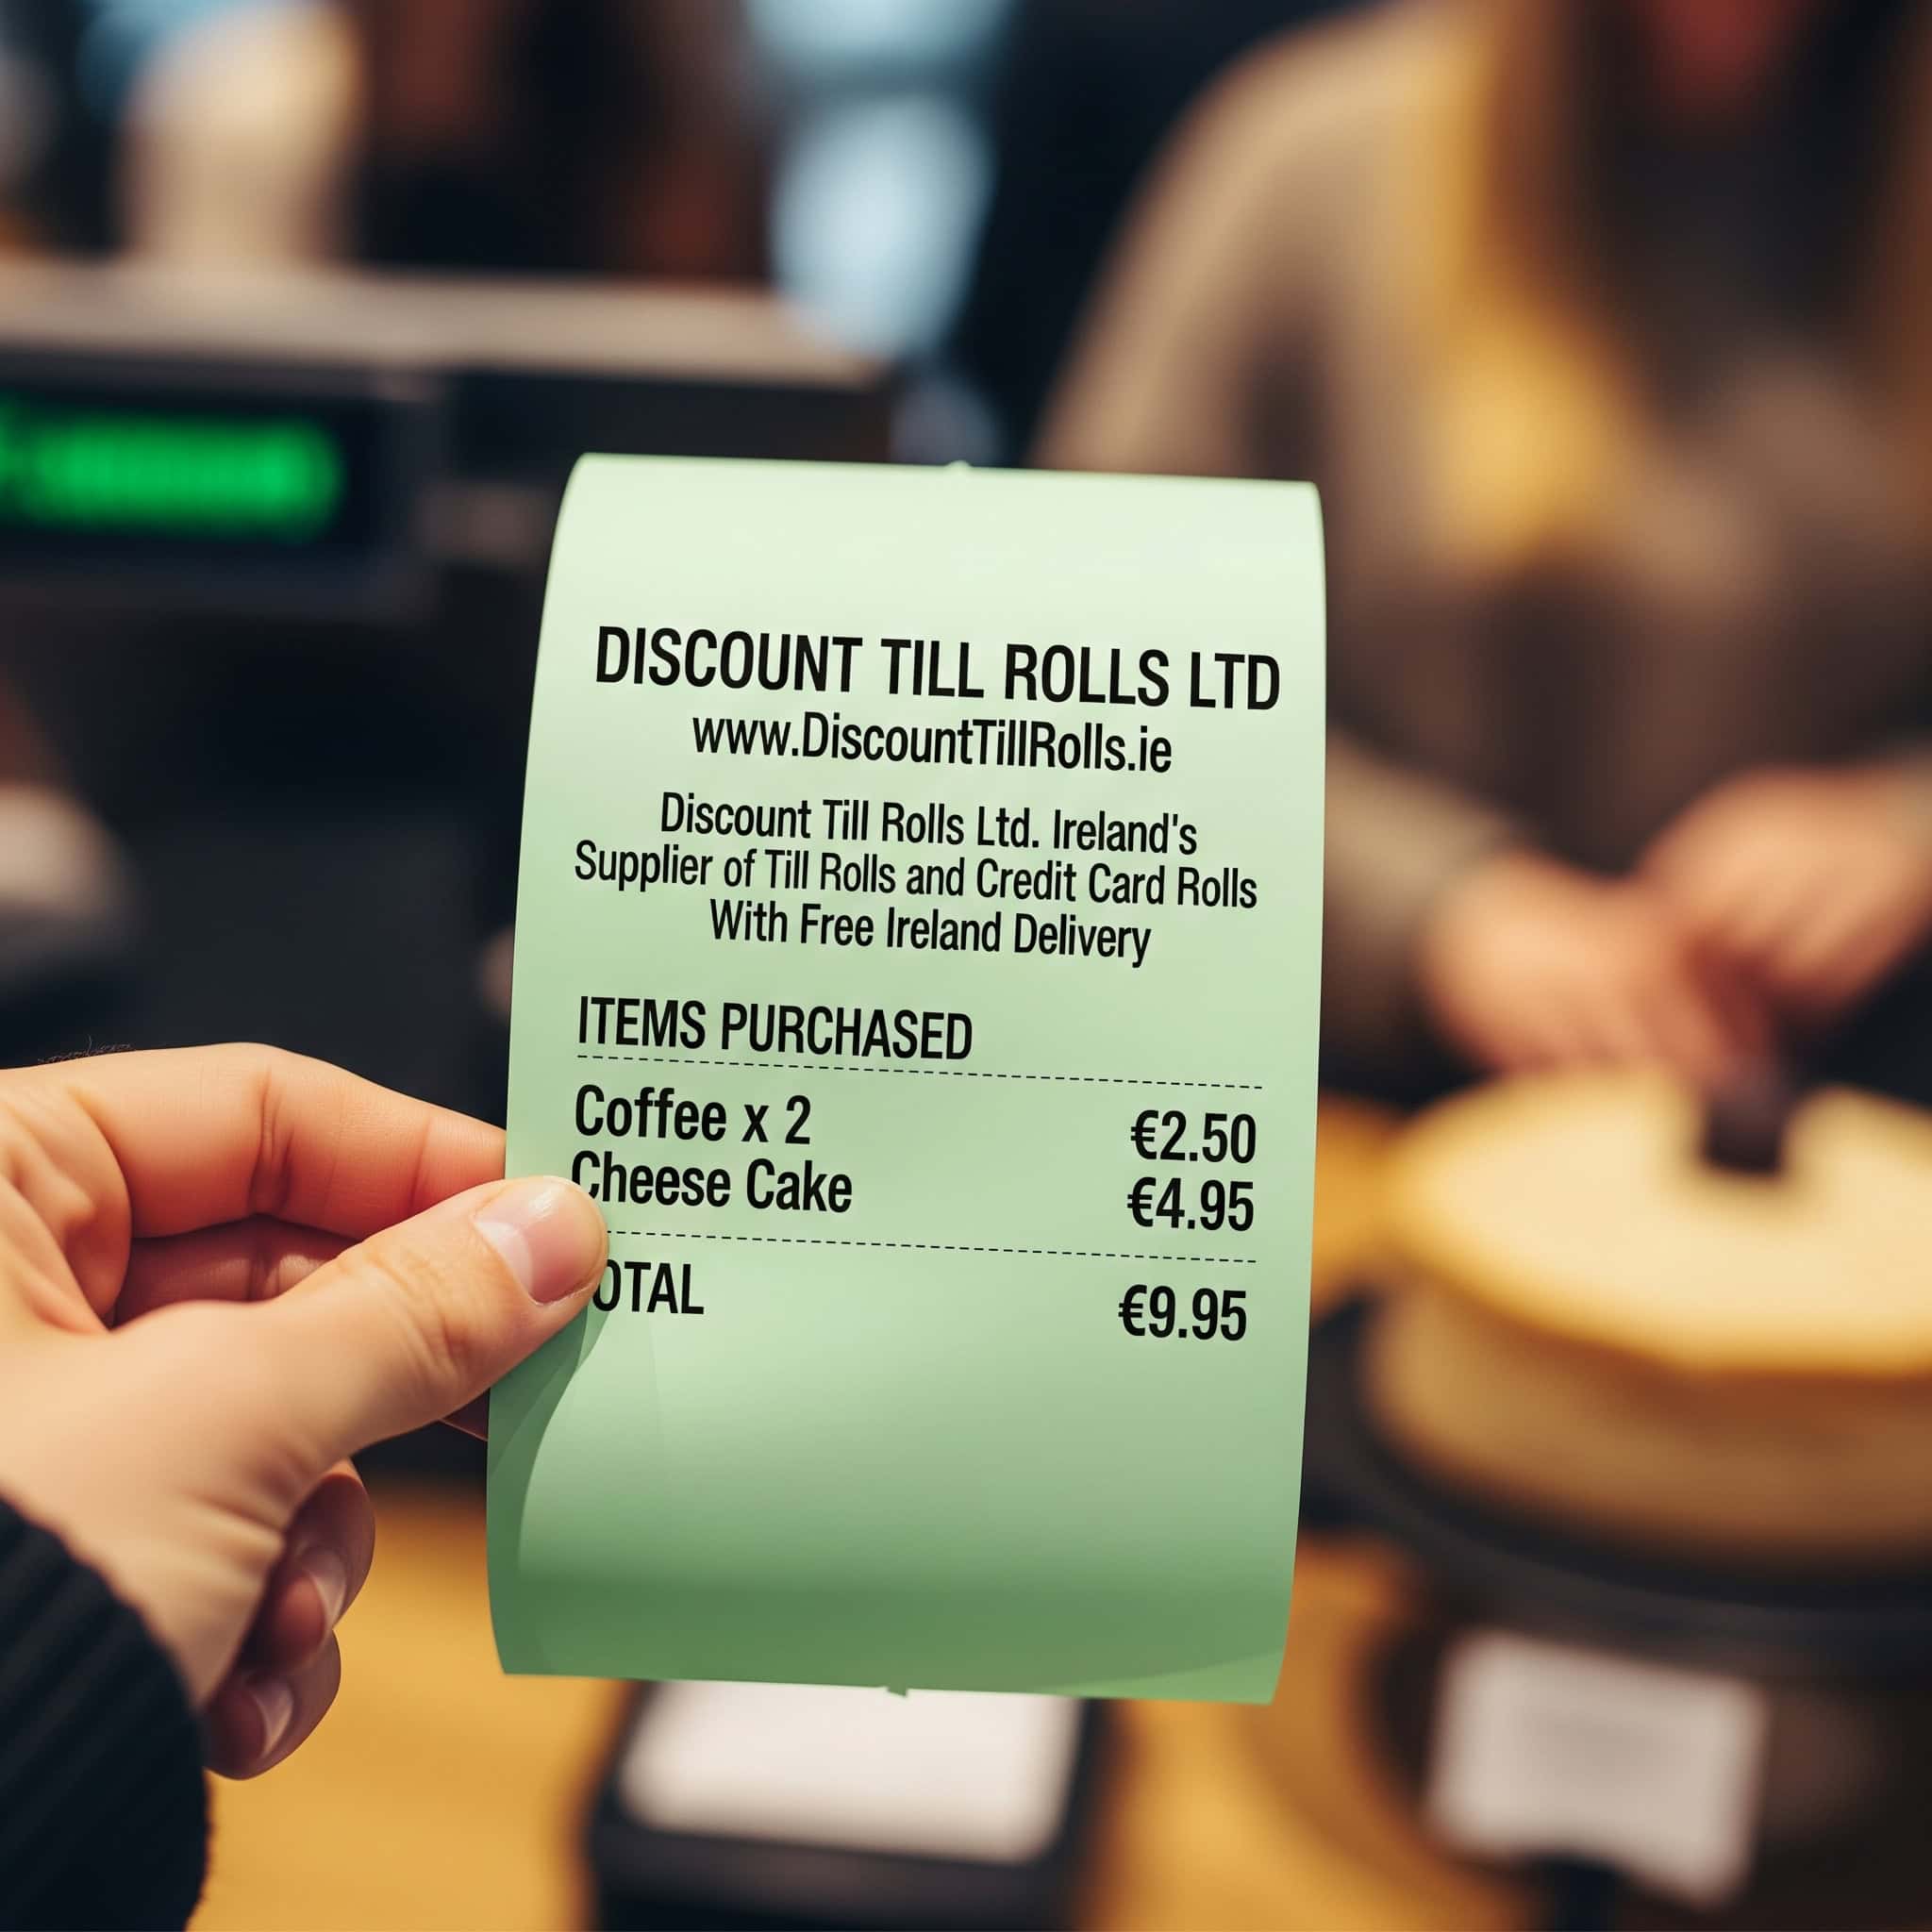 DISCOUNT TILL ROLLS LTD
www.DiscountTillRolls.ie
Discount Till Rolls Ltd. Ireland's
Supplier of Till Rolls and Credit Card Rolls
With Free Ireland Delivery
ITEMS PURCHASED
Coffee x 2 €2.50
Cheese Cake €4.95
OTAL €9.95